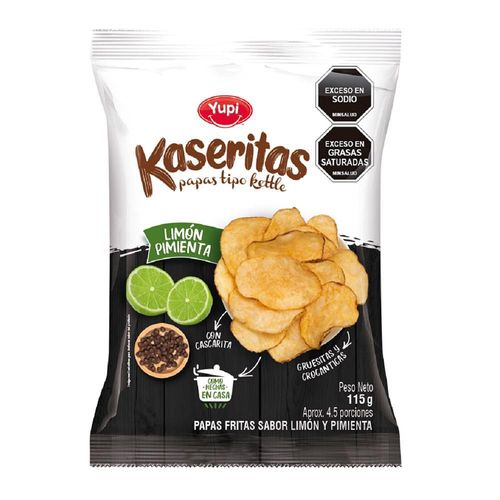 Yupi
EXCESO EN
SODIO
MINSALUD
Kaseritas
papas tipo kettle
EXCESO EN
GRASAS
SATURADAS
MINSALUD
LIMÓN
PIMIENTA
CON
CASCARITA
GRUESITAS Y
CROCANTICAS
COMO
HECHAS
EN CASA
Peso Neto
115 g
Aprox. 4.5 porciones
PAPAS FRITAS SABOR LIMÓN Y PIMIENTA